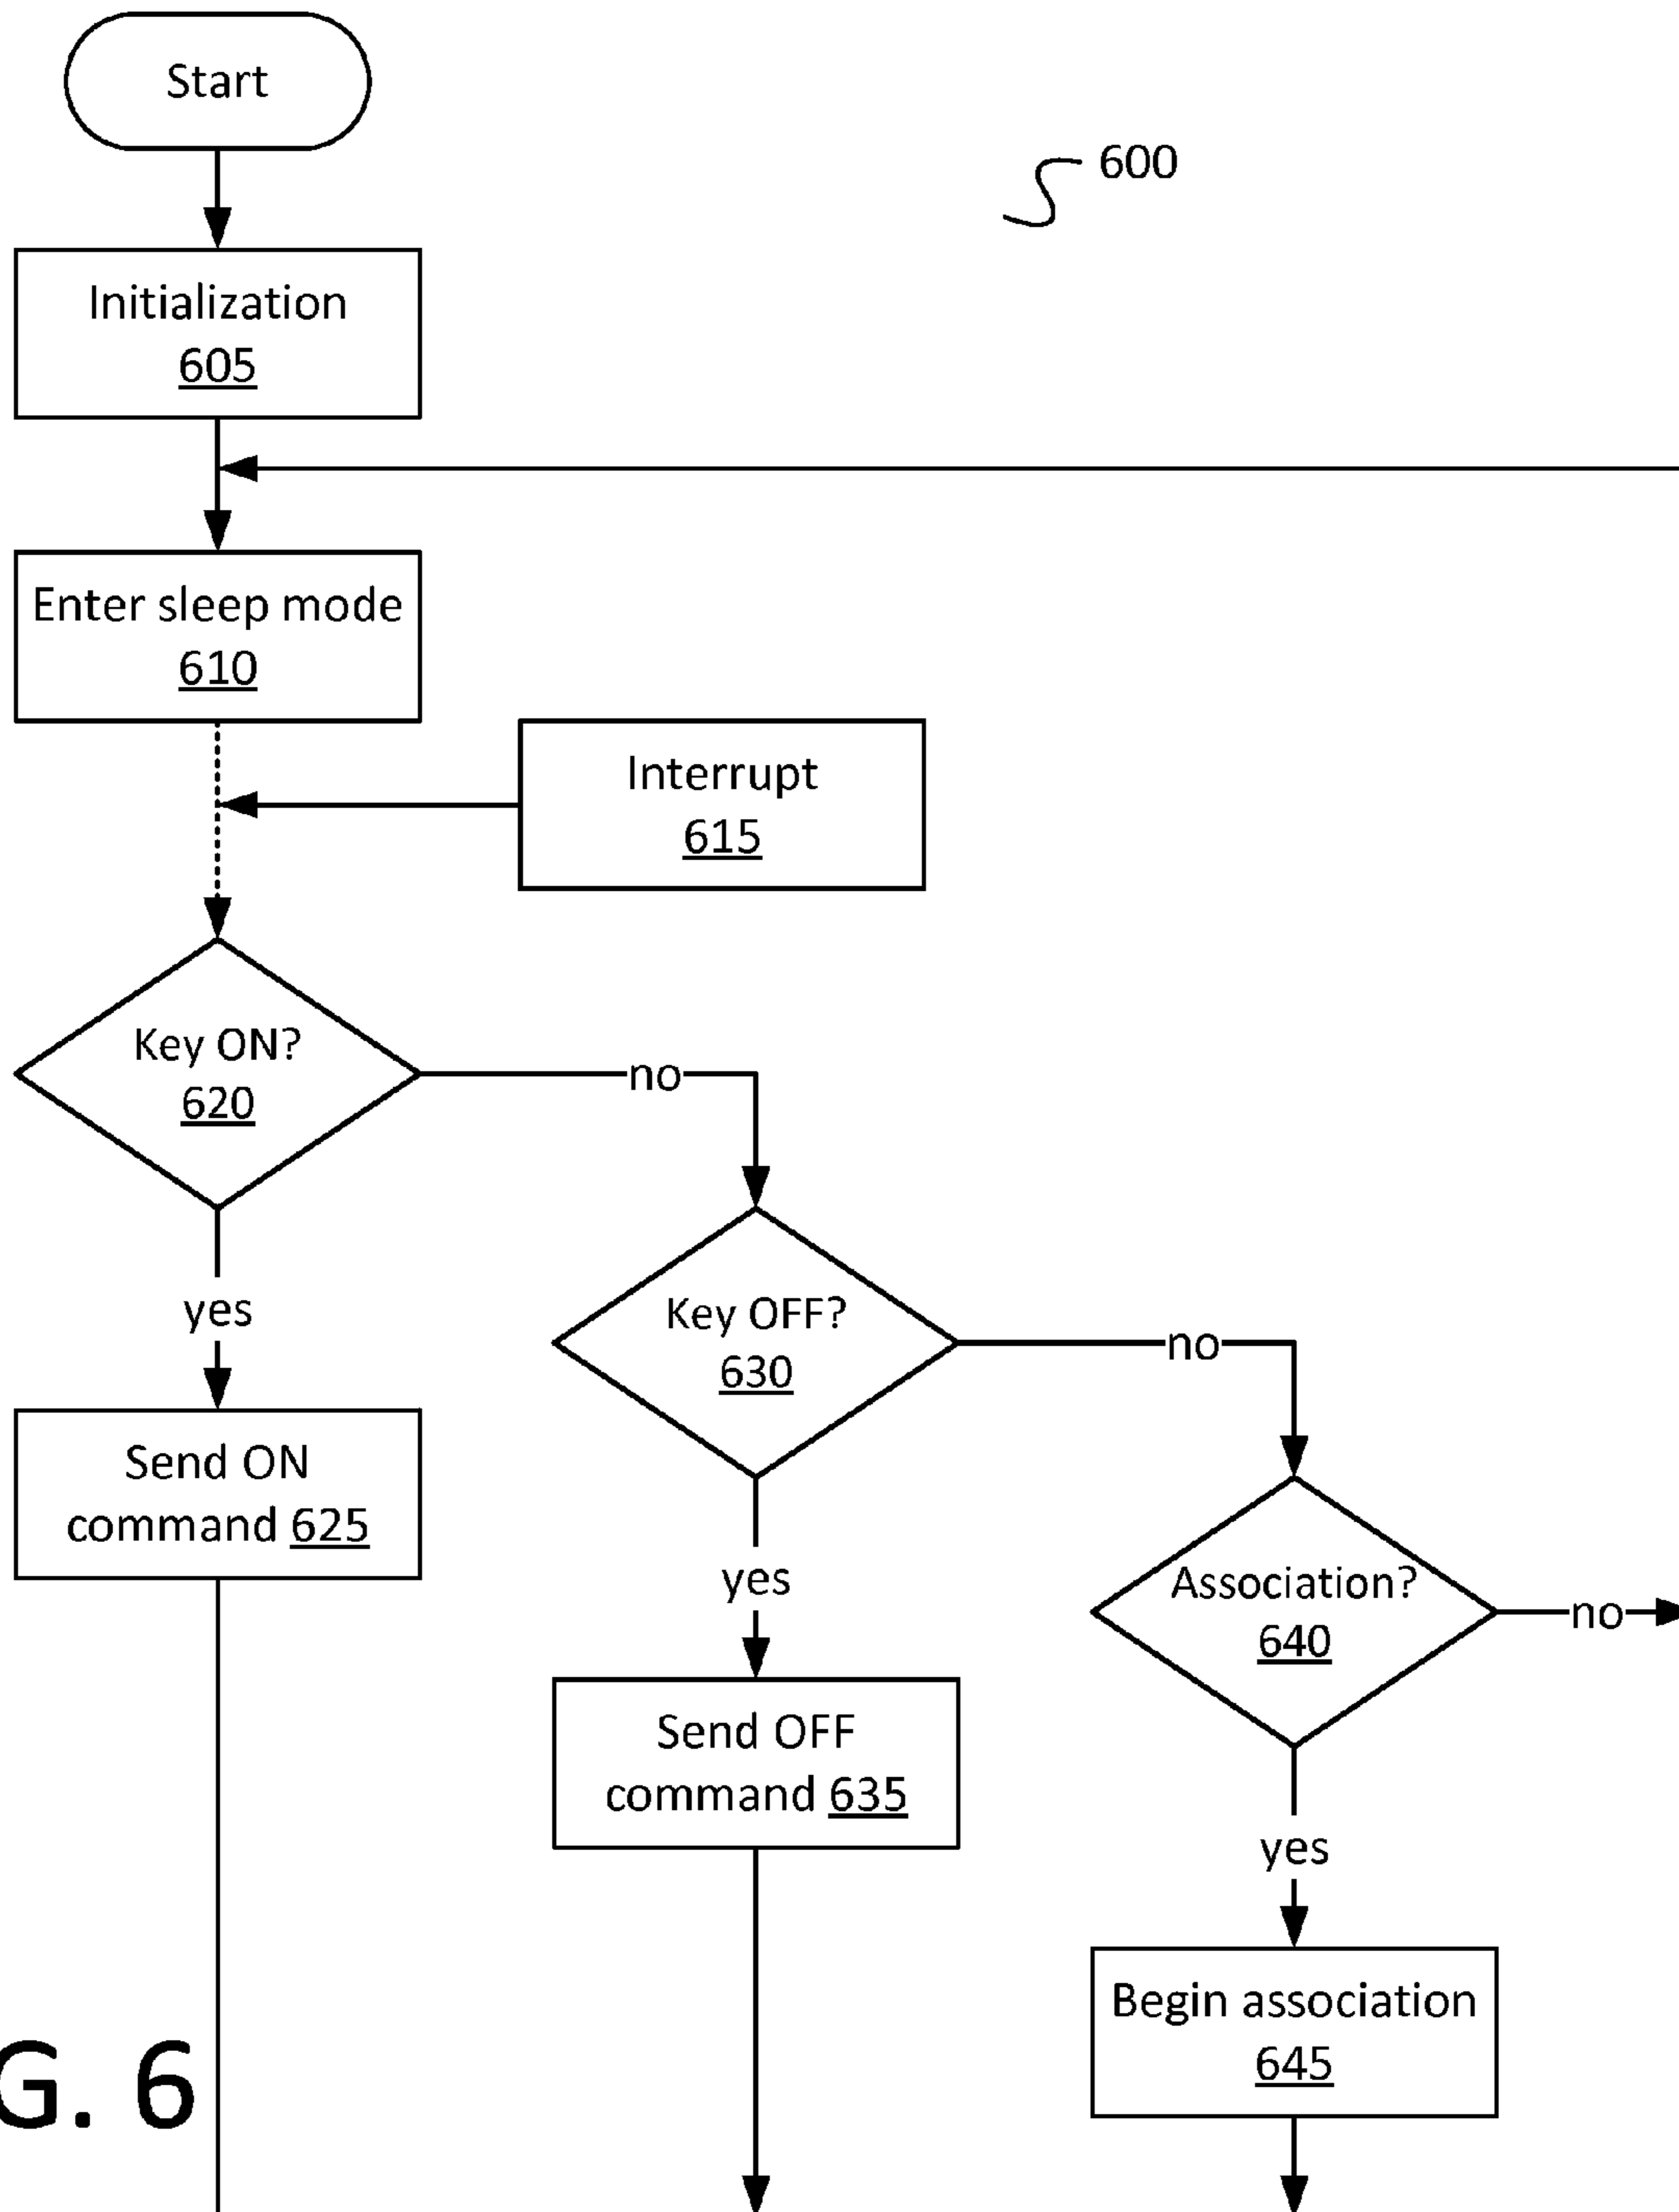 Start
600
Initialization
605
Enter sleep mode
610
Interrupt
615
Key ON?
620
no
yes
Key OFF?
630
no
Send ON
command 625
yes
Association?
640
no
Send OFF
command 635
yes
Begin association
645
G. 6